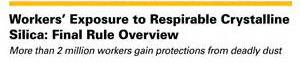 Workers' Exposure to Respirable Crystalline
Silica: Final Rule Overview
More than 2 million workers gain protections from deadly dust